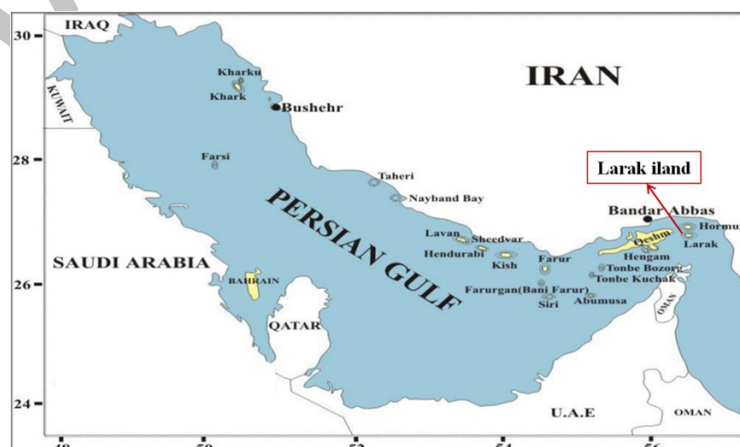 IRAQ
30
Kharku
IRAN
KUWAIT
Khark
Bushehr
28
Farsi
Larak iland
Taheri
Nayband Bay
Bandar Abbas
PERSIAN GULF
Lavan
Sheedvar
Qeshm
Larak
SAUDI ARABIA
Hendurabi
Kish
Farur
Hengam
Tonbe Bozorg
Tonbe Kuchak
26
BAHRAIN
Farurgan(Bani Farur)
Siri
Abumusa
OMAN
QATAR
24
U.A.E
OMAN